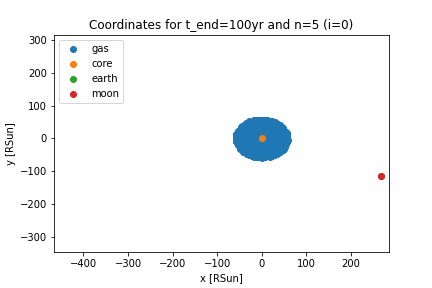 Coordinates for t_end=100yr and n=5 (i=0)
gas
core
earth
moon
y [RSun]
300
200
100
0
−100
−200
−300
−400 −300 −200 −100 0 100 200
x [RSun]